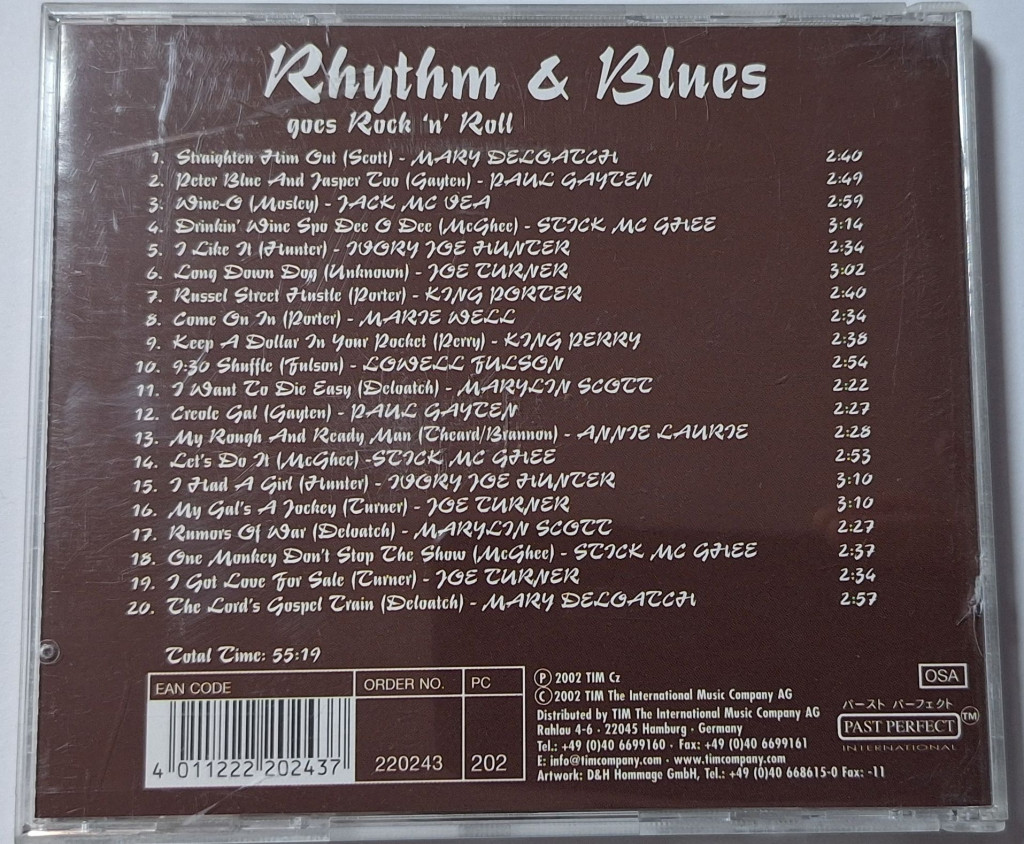 Rhythm & Blues
goes Rock 'n' Roll
1. Straighten Him Out (Scott) - MARY DELOATCH 2:40
2. Peter Blue And Jasper Too (Gayten) - PAUL GAYTEN 2:49
3. Wine-O (Mosley) - JACK MC VEA 2:59
4. Drinkin' Wine Spo Dee O Dee (McGhee) - STICK MC GHEE 3:14
5. I Like It (Hunter) - IVORY JOE HUNTER 2:34
6. Long Down Dog (Unknown) - JOE TURNER 3:02
7. Russel Street Hustle (Porter) - KING PORTER 2:40
8. Come On In (Porter) - MARIE WELL 2:34
9. Keep A Dollar In Your Pocket (Perry) - KING PERRY 2:38
10. 9:30 Shuffle (Fulson) - LOWELL FULSON 2:54
11. I Want To Die Easy (Deloatch) - MARYLIN SCOTT 2:22
12. Creole Gal (Gayten) - PAUL GAYTEN 2:27
13. My Rough And Ready Man (Theard/Brannon) - ANNIE LAURIE 2:28
14. Let's Do It (McGhee) -STICK MC GHEE 2:53
15. I Had A Girl (Hunter) - IVORY JOE HUNTER 3:10
16. My Gal's A Jockey (Turner) - JOE TURNER 3:10
17. Rumors Of War (Deloatch) - MARYLIN SCOTT 2:27
18. One Monkey Don't Stop The Show (McGhee) - STICK MC GHEE 2:37
19. I Got Love For Sale (Turner) - JOE TURNER 2:34
20. The Lord's Gospel Train (Deloatch) - MARY DELOATCH 2:57
Total Time: 55:19
EAN CODE ORDER NO. PC
4 011222 202437 220243 202
Ⓟ 2002 TIM Cz
© 2002 TIM The International Music Company AG
Distributed by TIM The International Music Company AG
Rahlau 4-6 · 22045 Hamburg · Germany
Tel.: +49 (0)40 6699160 · Fax: +49 (0)40 6699161
E: info@timcompany.com · www.timcompany.com
Artwork: D&H Hommage GmbH, Tel.: +49 (0)40 668615-0 Fax: -11
OSA
パースト パーフェクト
PAST PERFECT TM
INTERNATIONAL